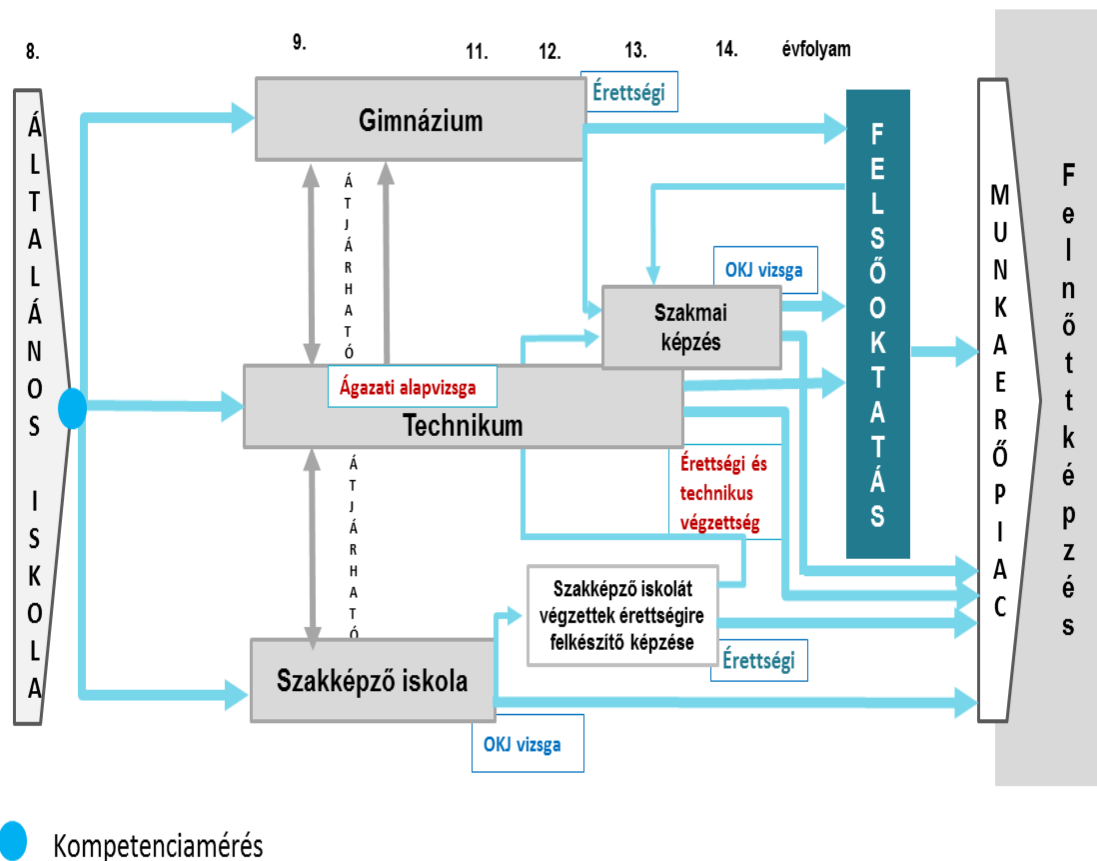 8. 9. 11. 12. 13. 14. évfolyam
ÁLTALÁNOS ISKOLA
Gimnázium
Érettségi
ÁTJÁRHATÓ
FELSŐOKTATÁS
MUNKAERŐPIAC
Felnőttképzés
OKJ vizsga
Szakmai
képzés
Ágazati alapvizsga
Technikum
Érettségi és
technikus
végzettség
ÁTJÁRHATÓ
Szakképző iskolát
végzettek érettségire
felkészítő képzése
Érettségi
Szakképző iskola
OKJ vizsga
Kompetenciamérés